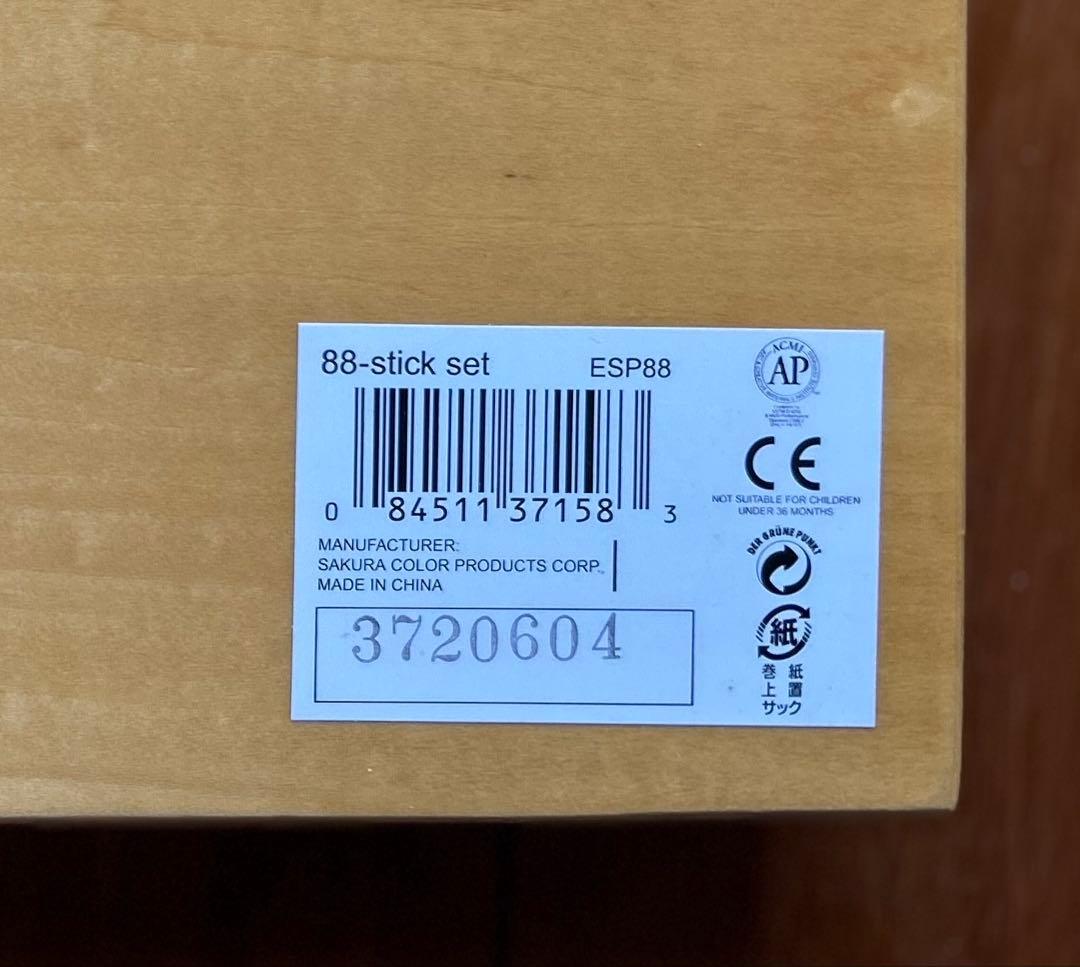 88-stick set ESP88
0 84511 37158 3
MANUFACTURER:
SAKURA COLOR PRODUCTS CORP.
MADE IN CHINA
3720604
ACMI
AP
CE
NOT SUITABLE FOR CHILDREN
UNDER 36 MONTHS
DER GRÜNE PUNKT
紙
巻 紙
上 置
サック